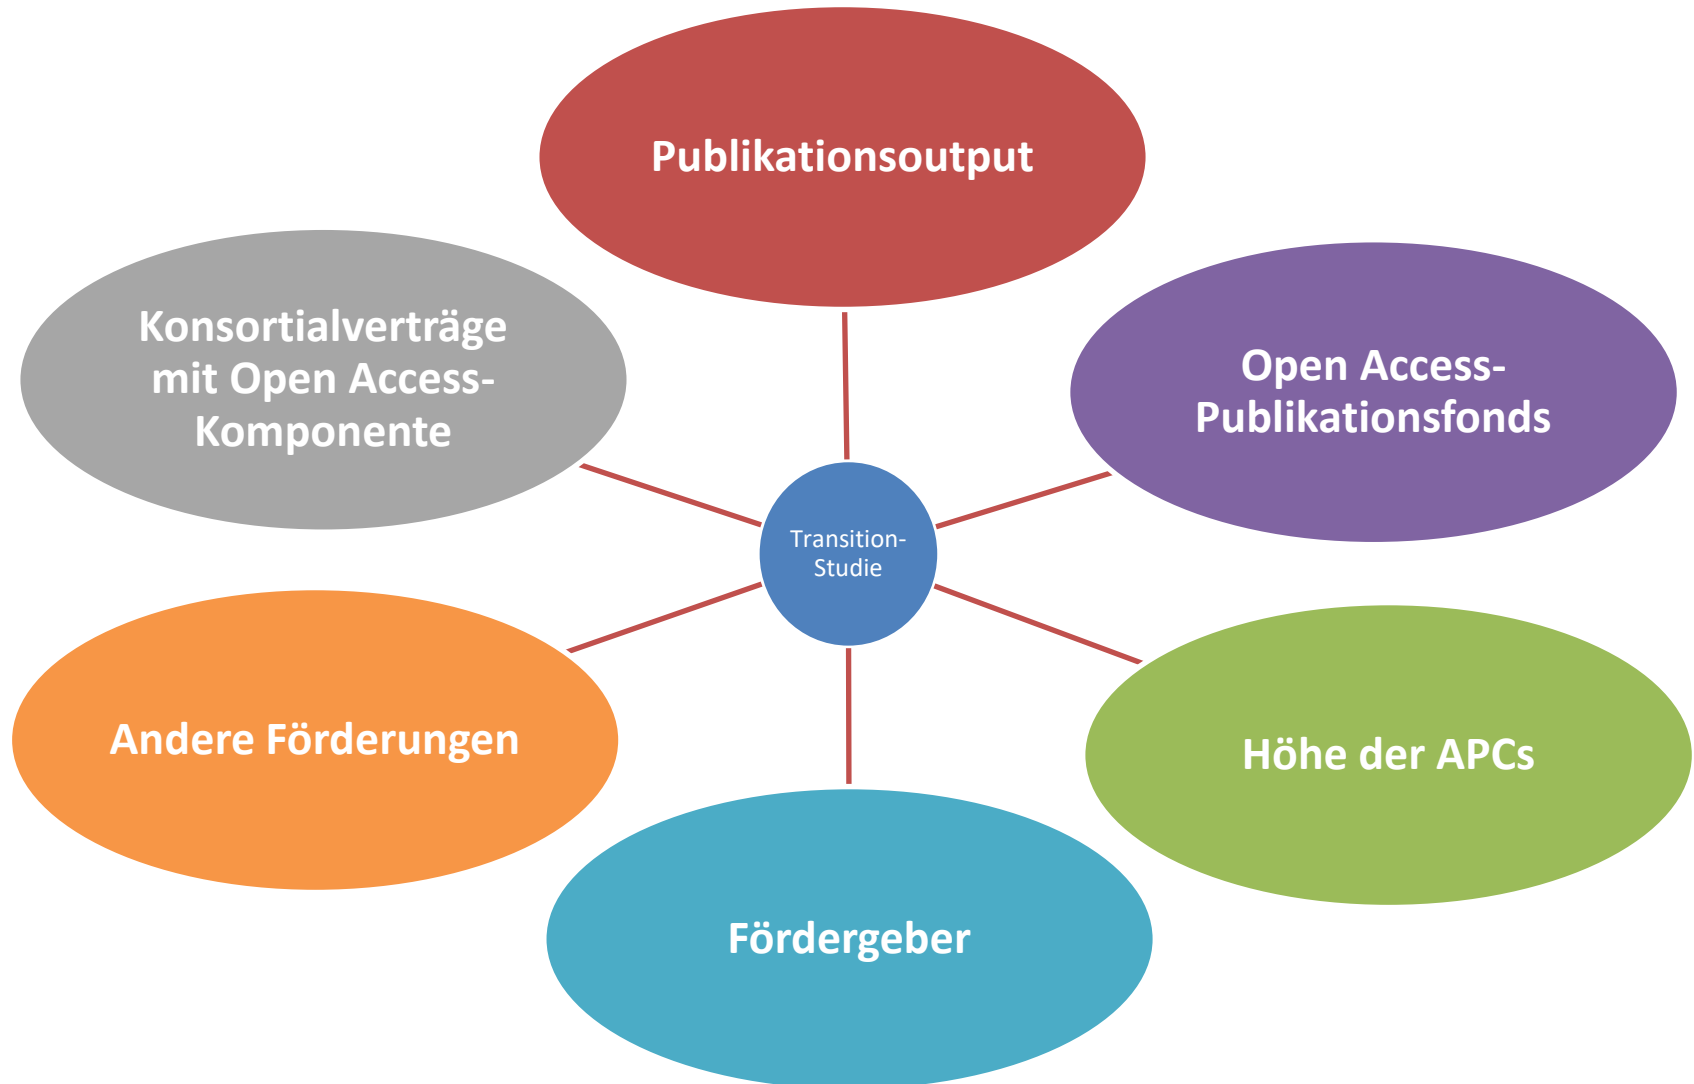 Publikationsoutput
Konsortialverträge
mit Open Access-
Komponente
Open Access-
Publikationsfonds
Transition-
Studie
Andere Förderungen
Höhe der APCs
Fördergeber